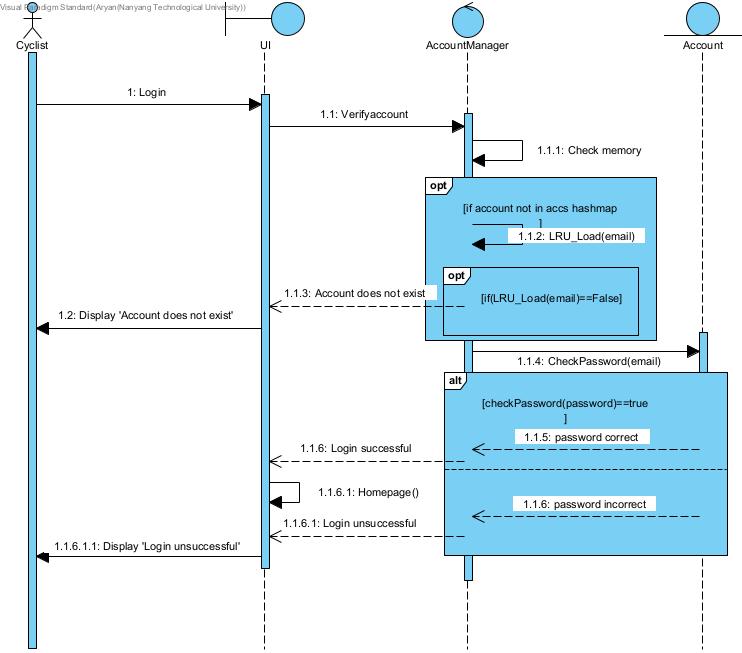 Visual Paradigm Standard(Aryan(Nanyang Technological University))
Cyclist
UI
AccountManager
Account
1: Login
1.1: Verifyaccount
1.1.1: Check memory
opt
[if account not in accs hashmap
]
1.1.2: LRU_Load(email)
opt
1.1.3: Account does not exist
[if(LRU_Load(email)==False]
1.2: Display 'Account does not exist'
1.1.4: CheckPassword(email)
alt
[checkPassword(password)==true
]
1.1.5: password correct
1.1.6: Login successful
1.1.6.1: Homepage()
1.1.6: password incorrect
1.1.6.1: Login unsuccessful
1.1.6.1.1: Display 'Login unsuccessful'